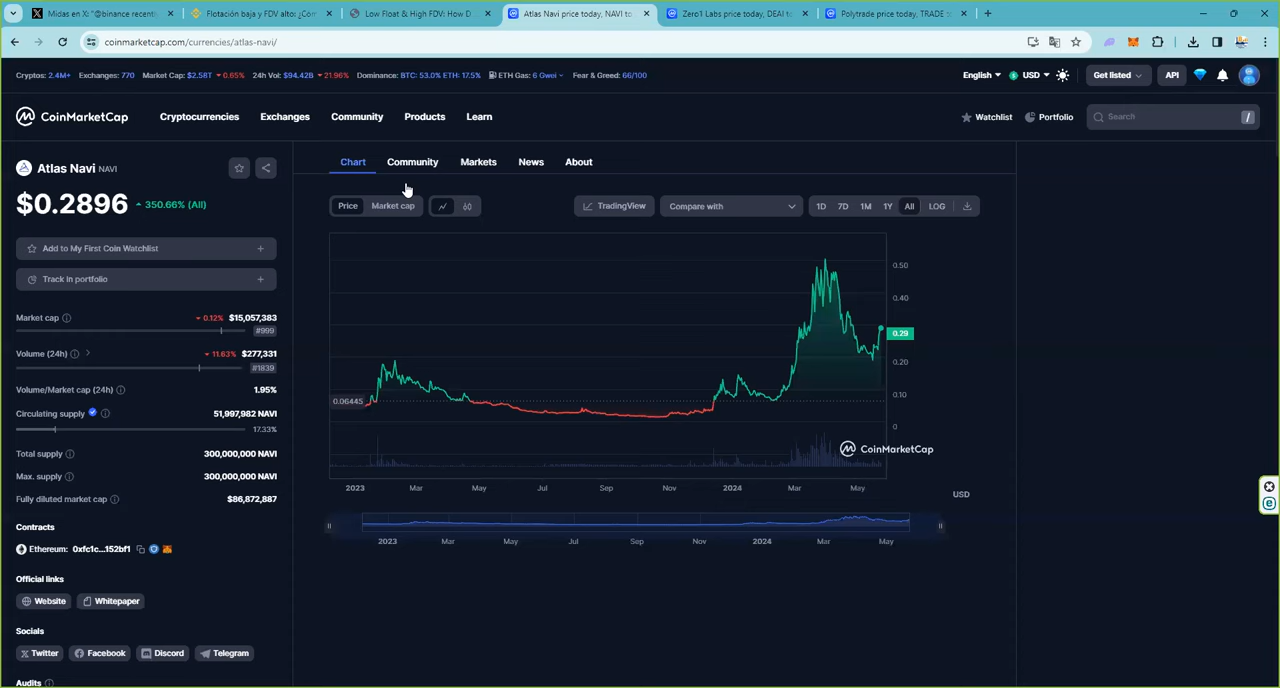 Midas en X: "@binance recenti
Flotación baja y FDV alto: ¿Cóm
Low Float & High FDV: How D
Atlas Navi price today, NAVI to
Zero1 Labs price today, DEAI to
Polytrade price today, TRADE to
coinmarketcap.com/currencies/atlas-navi/
Cryptos: 2.4M+ Exchanges: 770 Market Cap: $2.58T 0.65% 24h Vol: $94.42B 21.96% Dominance: BTC: 53.0% ETH: 17.5% ETH Gas: 6 Gwei Fear & Greed: 66/100
English USD Get listed API
CoinMarketCap Cryptocurrencies Exchanges Community Products Learn Watchlist Portfolio Search /
Atlas Navi NAVI
$0.2896 350.66% (All)
Add to My First Coin Watchlist +
Track in portfolio +
Market cap 0.12% $15,057,383
#999
Volume (24h) 11.63% $277,331
#1839
Volume/Market cap (24h) 1.95%
Circulating supply 51,997,982 NAVI
17.33%
Total supply 300,000,000 NAVI
Max. supply 300,000,000 NAVI
Fully diluted market cap $86,872,887
Contracts
Ethereum: 0xfc1c...152bf1
Official links
Website Whitepaper
Socials
Twitter Facebook Discord Telegram
Audits
Chart Community Markets News About
Price Market cap TradingView Compare with 1D 7D 1M 1Y All LOG
0.50
0.40
0.29
0.20
0.10
0
0.06445
CoinMarketCap
2023 Mar May Jul Sep Nov 2024 Mar May
USD
2023 Mar May Jul Sep Nov 2024 Mar May